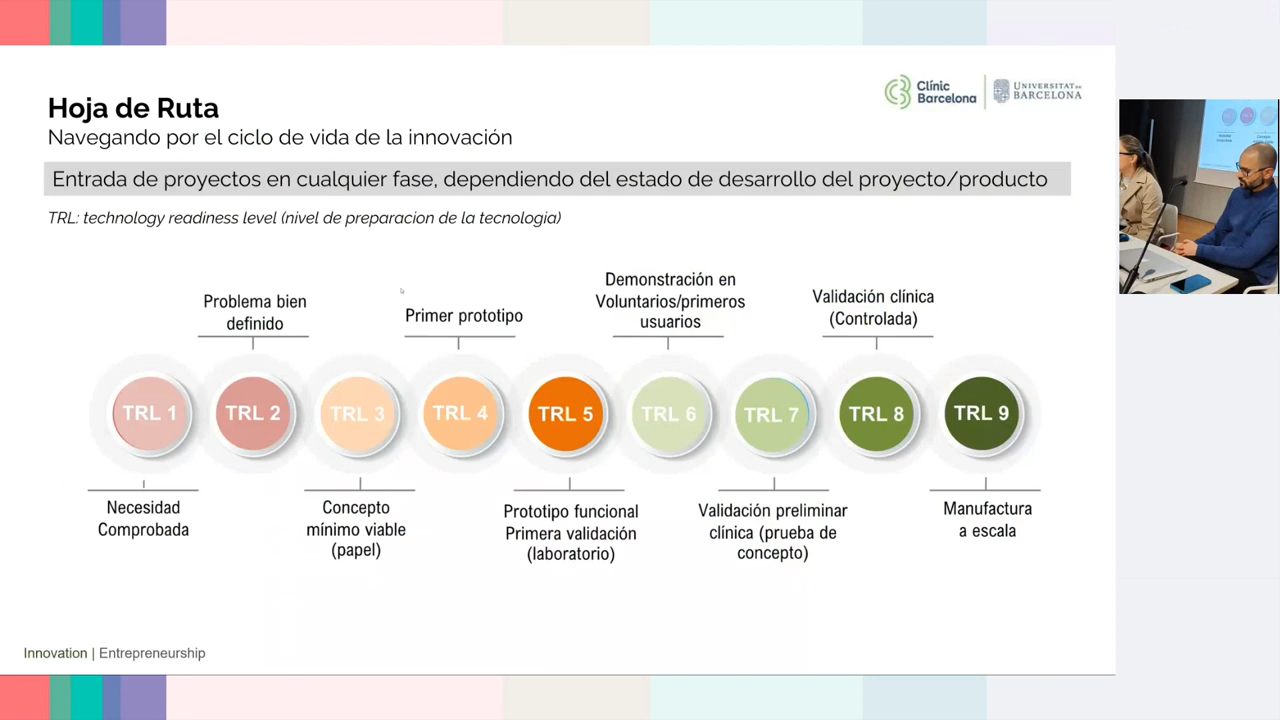 Hoja de Ruta
Navegando por el ciclo de vida de la innovación
Clínic
Barcelona
UNIVERSITAT DE
BARCELONA
Entrada de proyectos en cualquier fase, dependiendo del estado de desarrollo del proyecto/producto
TRL: technology readiness level (nivel de preparacion de la tecnologia)
Problema bien
definido
Primer prototipo
Demonstración en
Voluntarios/primeros
usuarios
Validación clínica
(Controlada)
TRL 1
TRL 2
TRL 3
TRL 4
TRL 5
TRL 6
TRL 7
TRL 8
TRL 9
Necesidad
Comprobada
Concepto
mínimo viable
(papel)
Prototipo funcional
Primera validación
(laboratorio)
Validación preliminar
clínica (prueba de
concepto)
Manufactura
a escala
Innovation | Entrepreneurship